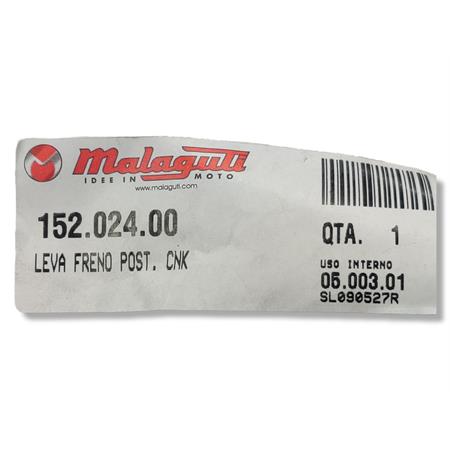 Malaguti
IDEE IN MOTO
www.malaguti.com
152.024.00
LEVA FRENO POST. CNK
QTA. 1
USO INTERNO
05.003.01
SL090527R